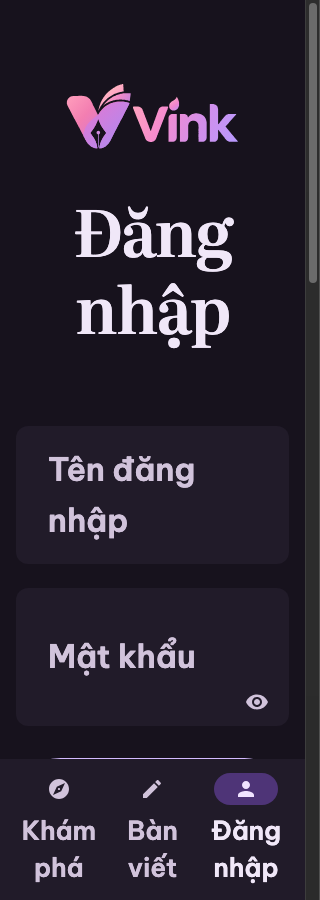 Vink
Đăng
nhập
Tên đăng
nhập
Mật khẩu
Khám
phá
Bàn
viết
Đăng
nhập